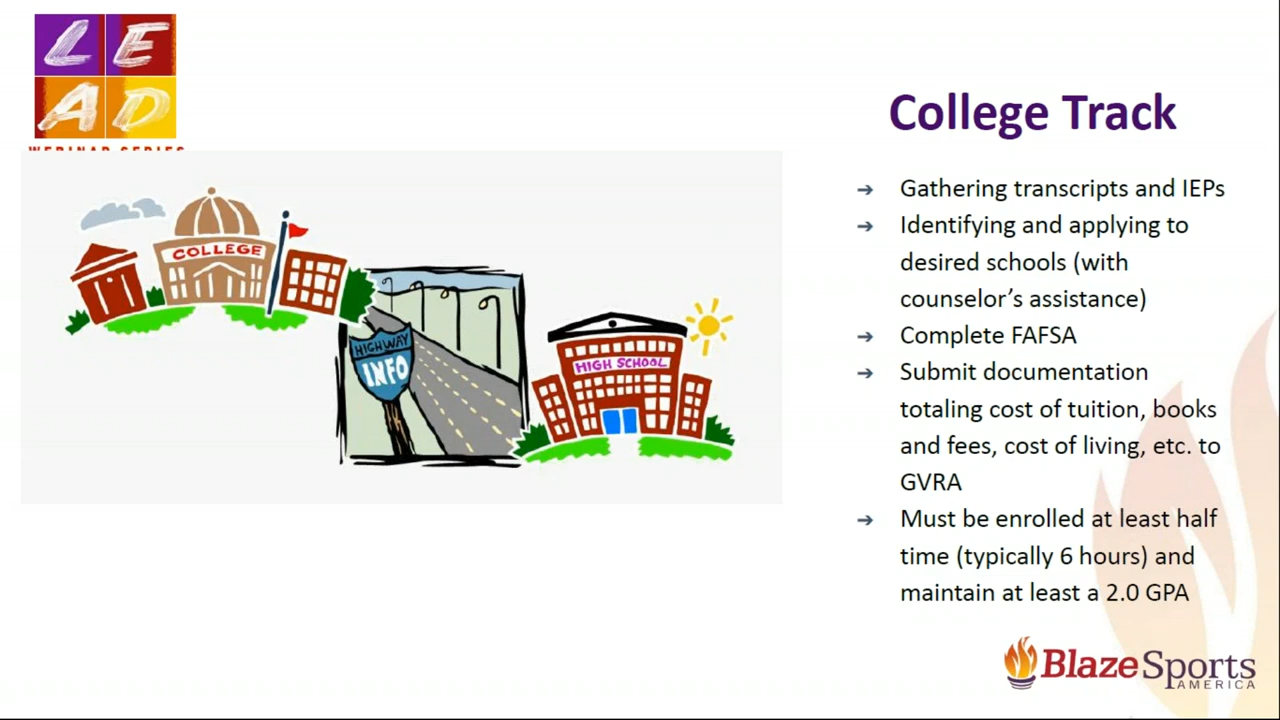 LEAD
WEBINAR SERIES
College Track
➔ Gathering transcripts and IEPs
➔ Identifying and applying to
desired schools (with
counselor’s assistance)
➔ Complete FAFSA
➔ Submit documentation
totaling cost of tuition, books
and fees, cost of living, etc. to
GVRA
➔ Must be enrolled at least half
time (typically 6 hours) and
maintain at least a 2.0 GPA
COLLEGE
HIGHWAY
INFO
HIGH SCHOOL
BlazeSports
AMERICA